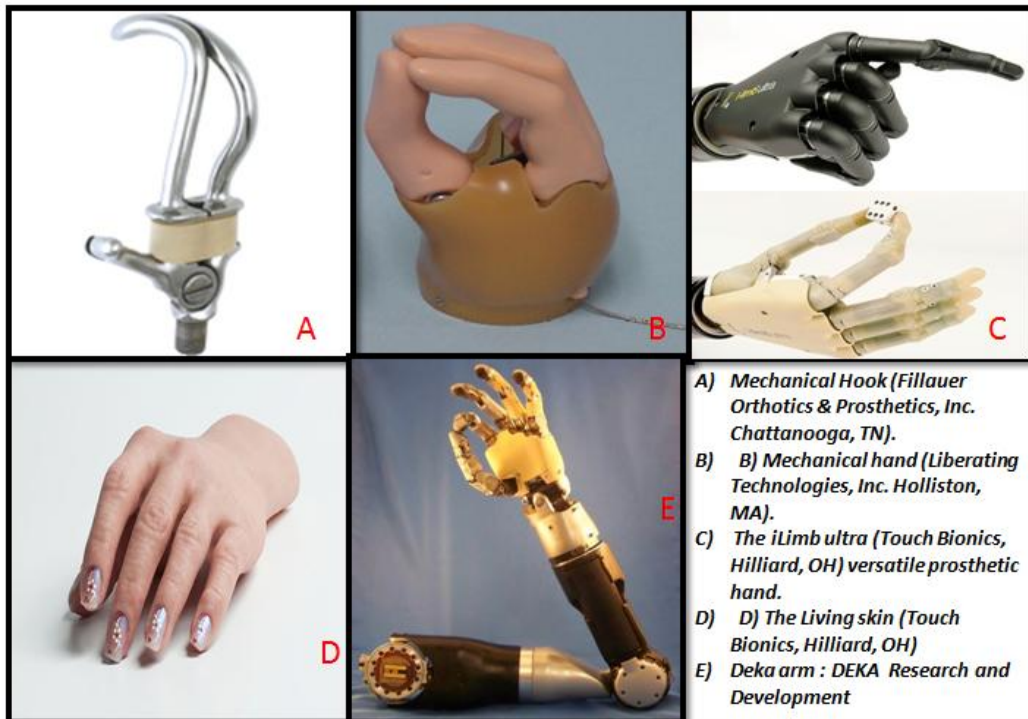 A
B
C
D
E
A) Mechanical Hook (Fillauer
Orthotics & Prosthetics, Inc.
Chattanooga, TN).
B) B) Mechanical hand (Liberating
Technologies, Inc. Holliston,
MA).
C) The iLimb ultra (Touch Bionics,
Hilliard, OH) versatile prosthetic
hand.
D) D) The Living skin (Touch
Bionics, Hilliard, OH)
E) Deka arm : DEKA Research and
Development